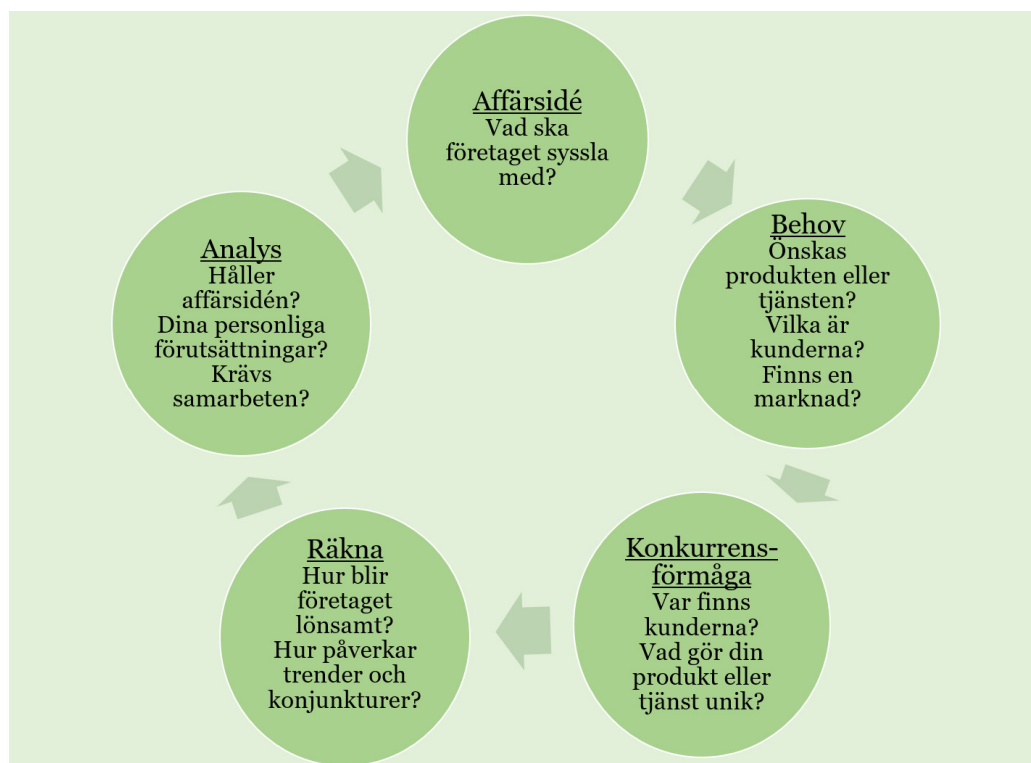 Affärsidé
Vad ska
företaget syssla
med?
Behov
Önskas
produkten eller
tjänsten?
Vilka är
kunderna?
Finns en
marknad?
Konkurrens-
förmåga
Var finns
kunderna?
Vad gör din
produkt eller
tjänst unik?
Räkna
Hur blir
företaget
lönsamt?
Hur påverkar
trender och
konjunkturer?
Analys
Håller
affärsidén?
Dina personliga
förutsättningar?
Krävs
samarbeten?